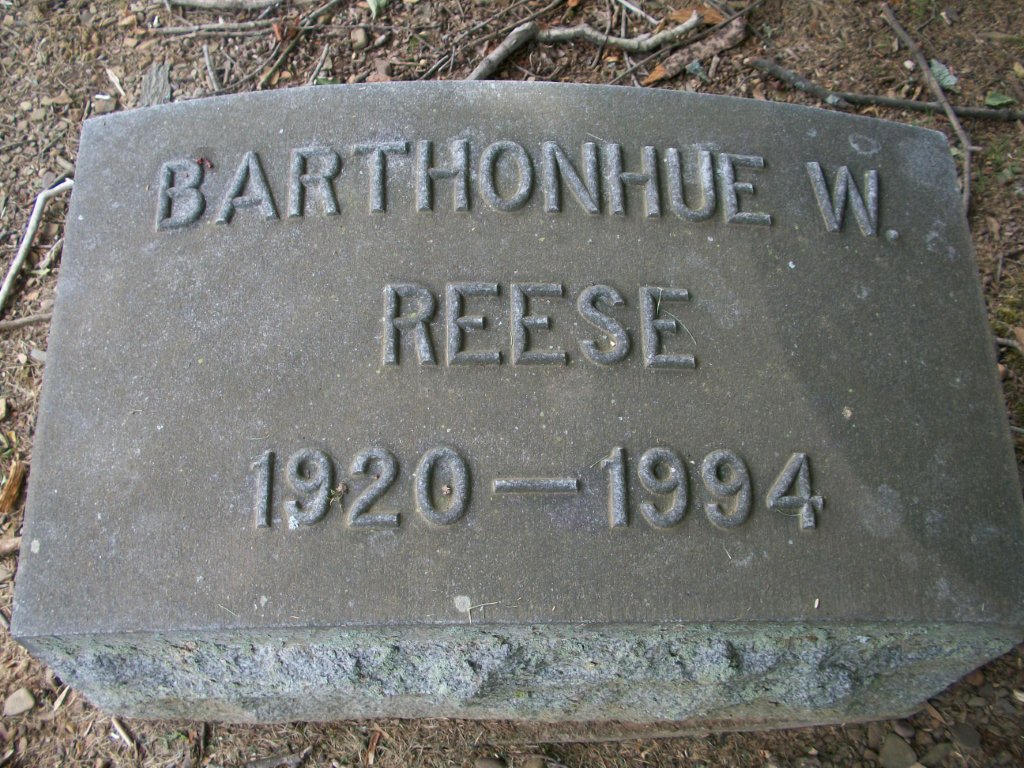 BARTHONHUE W.
REESE
1920 — 1994